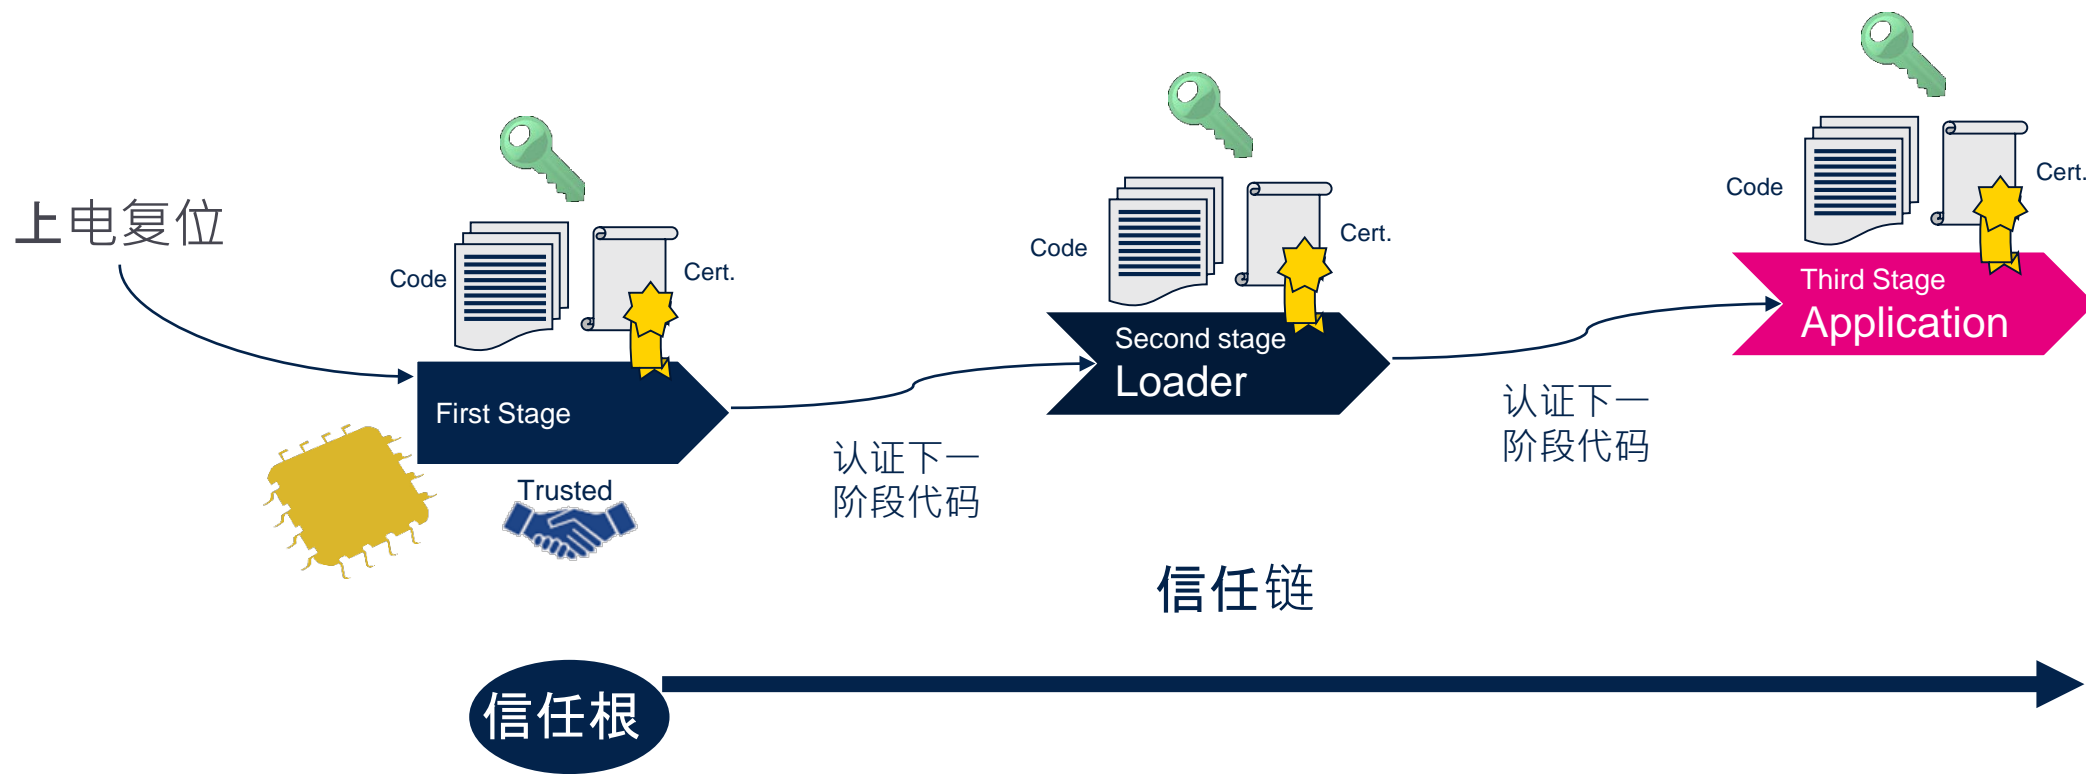 上电复位
Code
Cert.
First Stage
Trusted
认证下一
阶段代码
Code
Cert.
Second stage
Loader
认证下一
阶段代码
Code
Cert.
Third Stage
Application
信任链
信任根